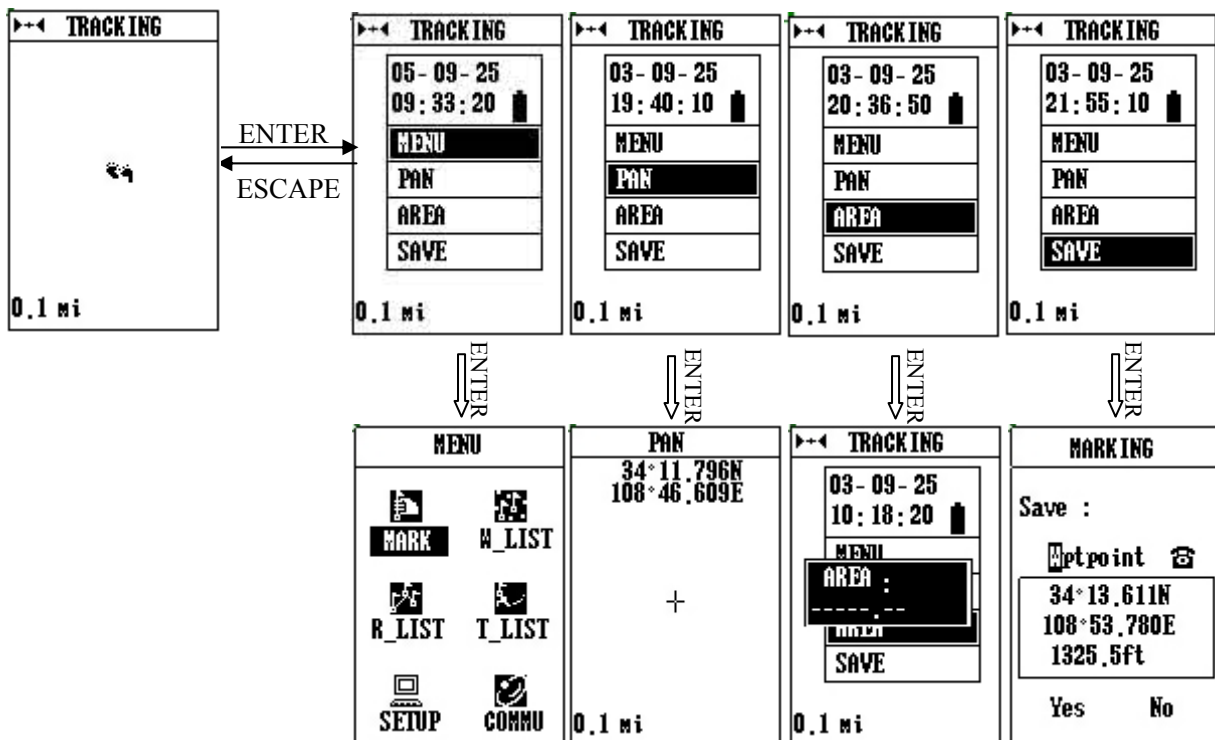 TRACKING
0.1 mi
ENTER
ESCAPE
TRACKING
05-09-25
09:33:20
MENU
PAN
AREA
SAVE
0.1 mi
TRACKING
03-09-25
19:40:10
MENU
PAN
AREA
SAVE
0.1 mi
TRACKING
03-09-25
20:36:50
MENU
PAN
AREA
SAVE
0.1 mi
TRACKING
03-09-25
21:55:10
MENU
PAN
AREA
SAVE
0.1 mi
ENTER
ENTER
ENTER
ENTER
MENU
MARK W_LIST
R_LIST T_LIST
SETUP COMMU
PAN
34°11.796N
108°46.609E
0.1 mi
TRACKING
03-09-25
10:18:20
MENU
AREA :
-----.--
AREA
SAVE
0.1 mi
MARKING
Save :
Wptpoint
34°13.611N
108°53.780E
1325.5ft
Yes No